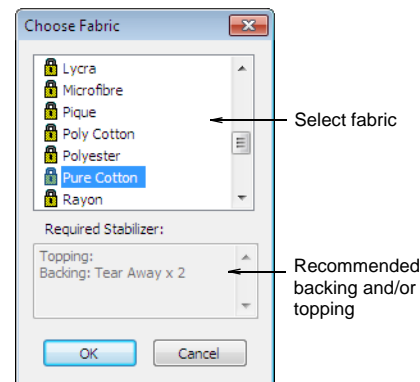 Choose Fabric
Lycra
Microfibre
Pique
Poly Cotton
Polyester
Pure Cotton
Rayon
Select fabric
Required Stabilizer:
Topping:
Backing: Tear Away x 2
Recommended
backing and/or
topping
OK
Cancel